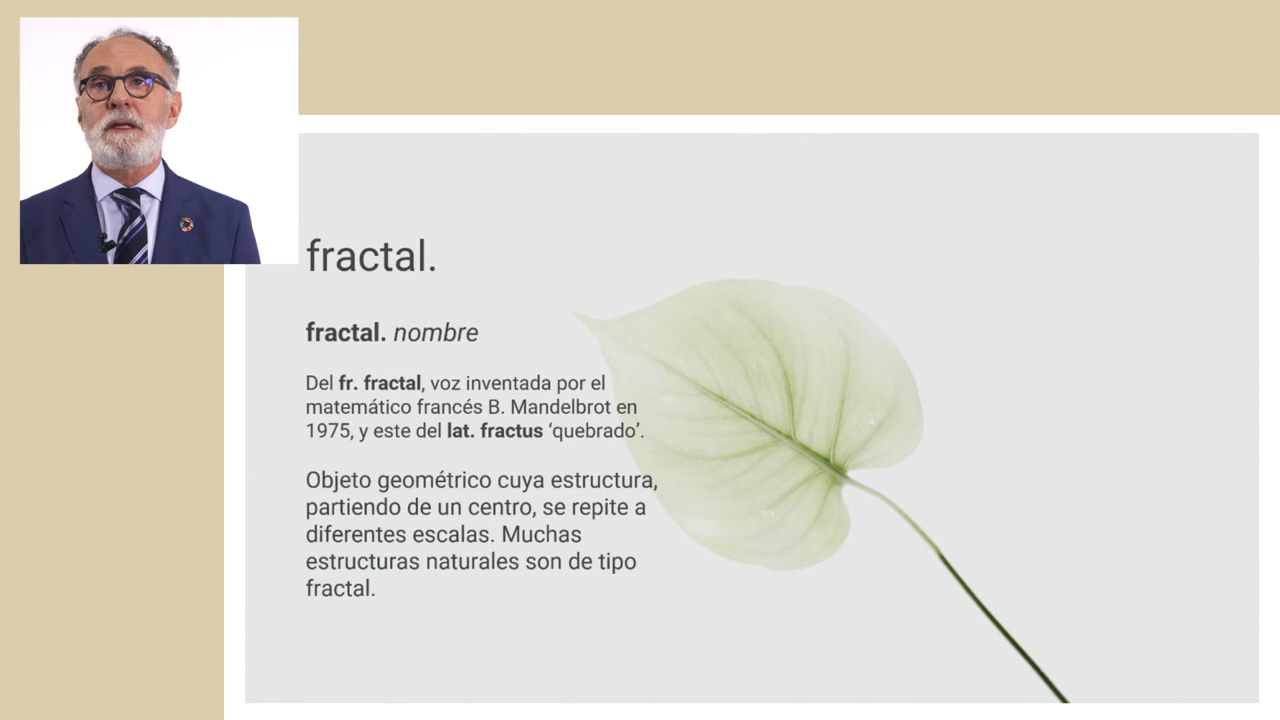 fractal.
fractal. nombre
Del fr. fractal, voz inventada por el
matemático francés B. Mandelbrot en
1975, y este del lat. fractus ‘quebrado’.
Objeto geométrico cuya estructura,
partiendo de un centro, se repite a
diferentes escalas. Muchas
estructuras naturales son de tipo
fractal.